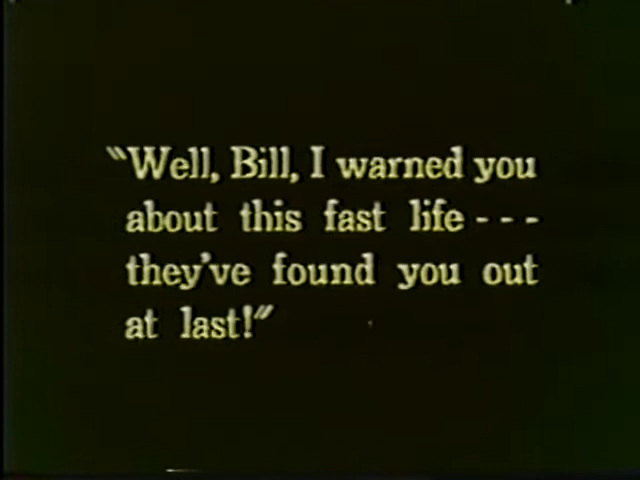 "Well, Bill, I warned you
about this fast life - - -
they've found you out
at last!"